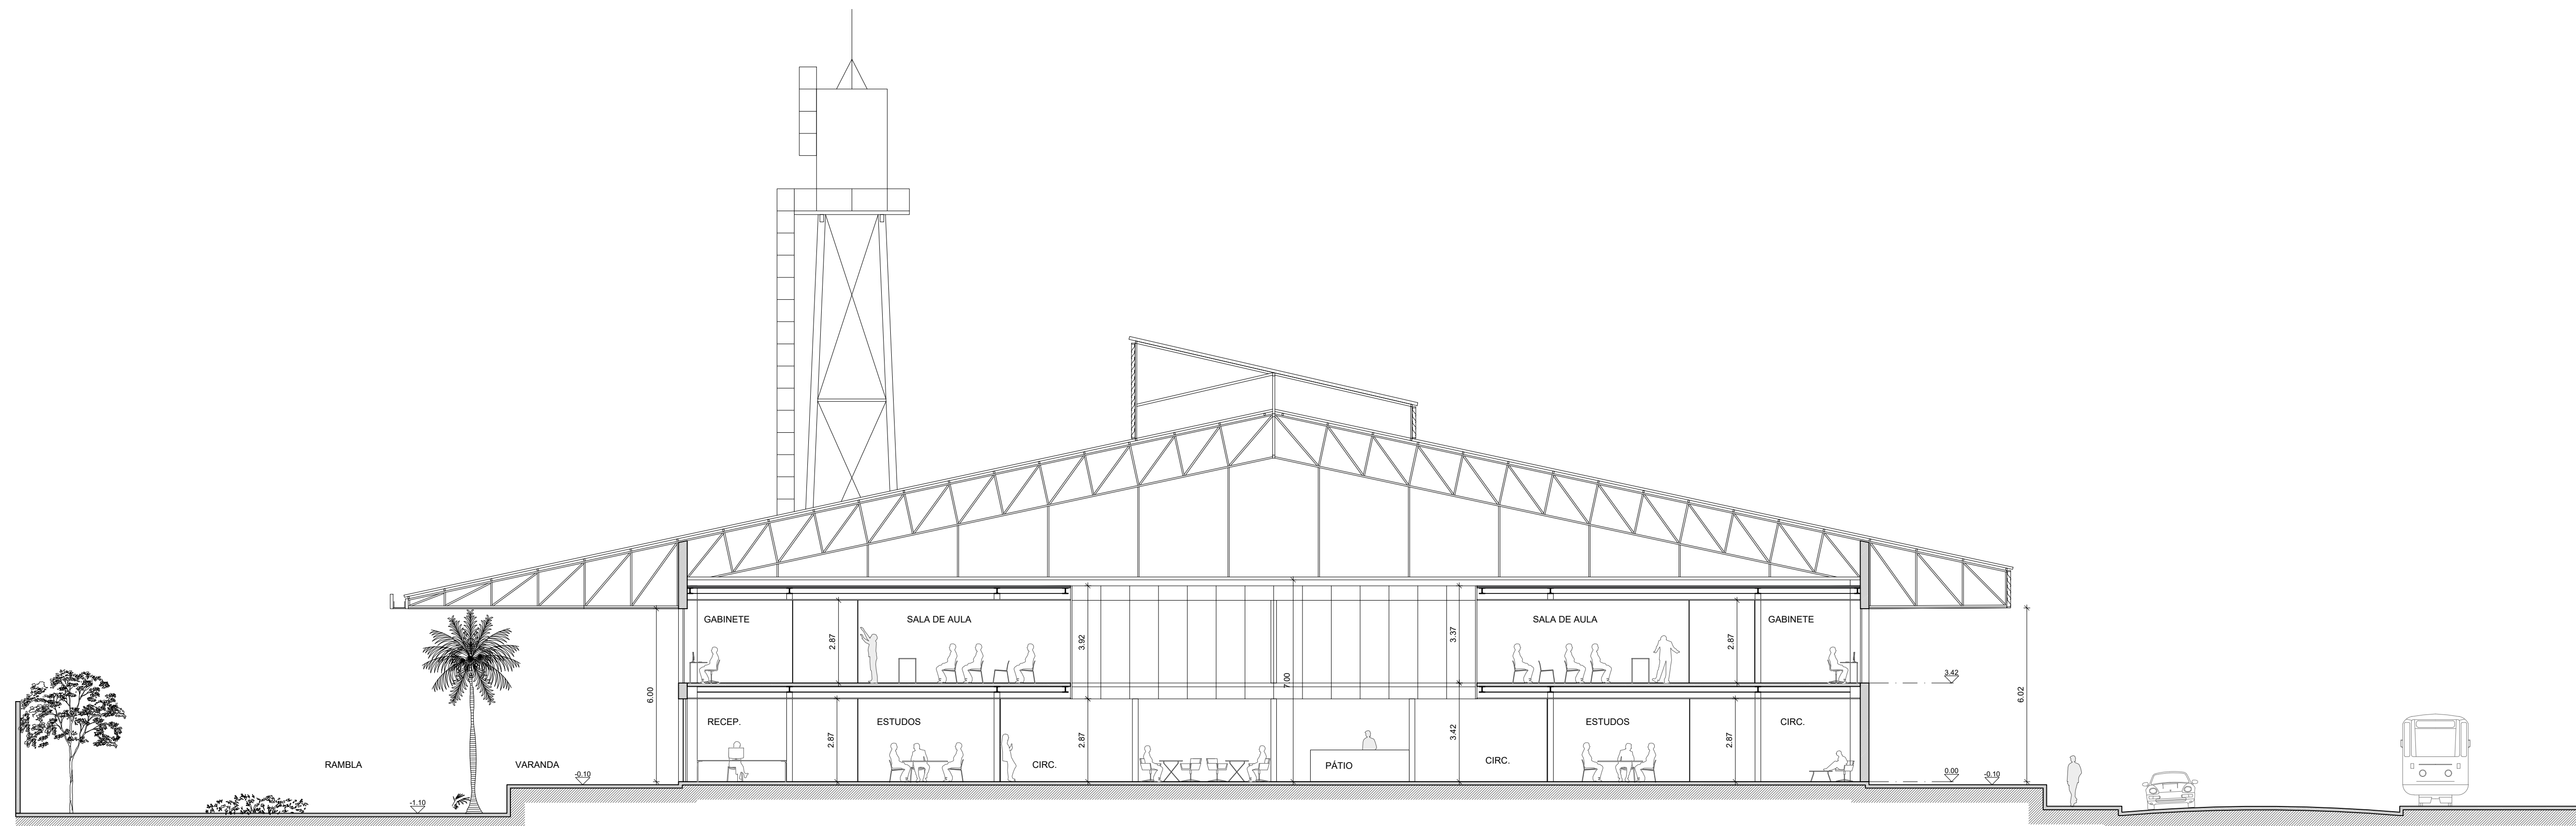 GABINETE
SALA DE AULA
SALA DE AULA
GABINETE
2.87
3.92
3.37
2.87
3.42
6.00
7.00
6.02
RECEP.
ESTUDOS
ESTUDOS
CIRC.
2.87
2.87
3.42
2.87
RAMBLA
VARANDA
CIRC.
PÁTIO
CIRC.
-0.10
0.00
-0.10
-1.10